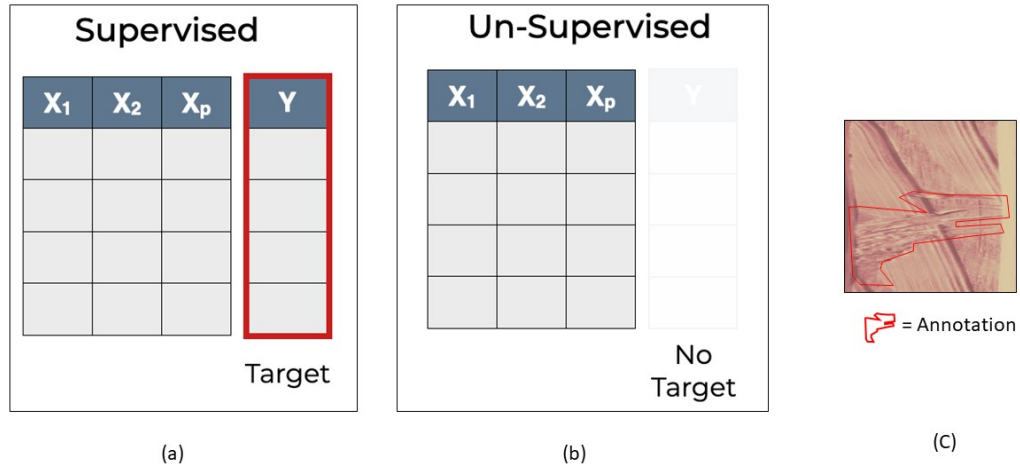 Supervised
X1 X2 Xp Y
Target
(a)
Un-Supervised
X1 X2 Xp Y
No
Target
(b)
= Annotation
(C)